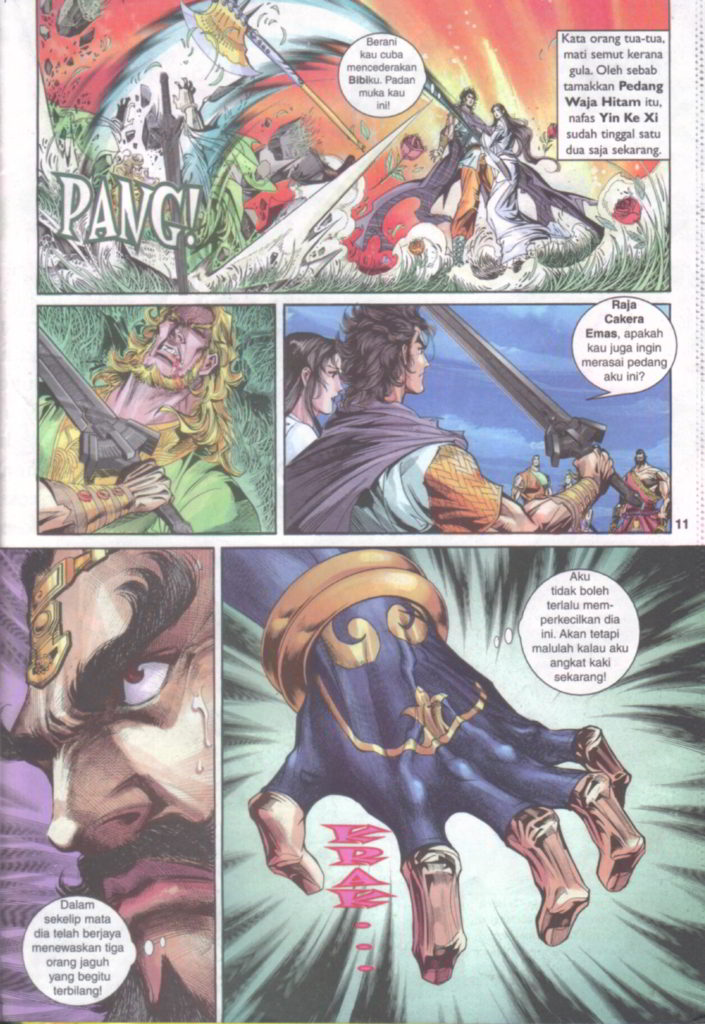 Berani
kau cuba
mencederakan
Bibiku. Padan
muka kau
ini!
Kata orang tua-tua,
mati semut kerana
gula. Oleh sebab
tamakkan Pedang
Waja Hitam itu,
nafas Yin Ke Xi
sudah tinggal satu
dua saja sekarang.
PANG!
Raja
Cakera
Emas, apakah
kau juga ingin
merasai pedang
aku ini?
11
Aku
tidak boleh
terlalu mem-
perkecilkan dia
ini. Akan tetapi
malulah kalau aku
angkat kaki
sekarang!
KRAK---
Dalam
sekelip mata
dia telah berjaya
menewaskan tiga
orang jaguh
yang begitu
terbilang!